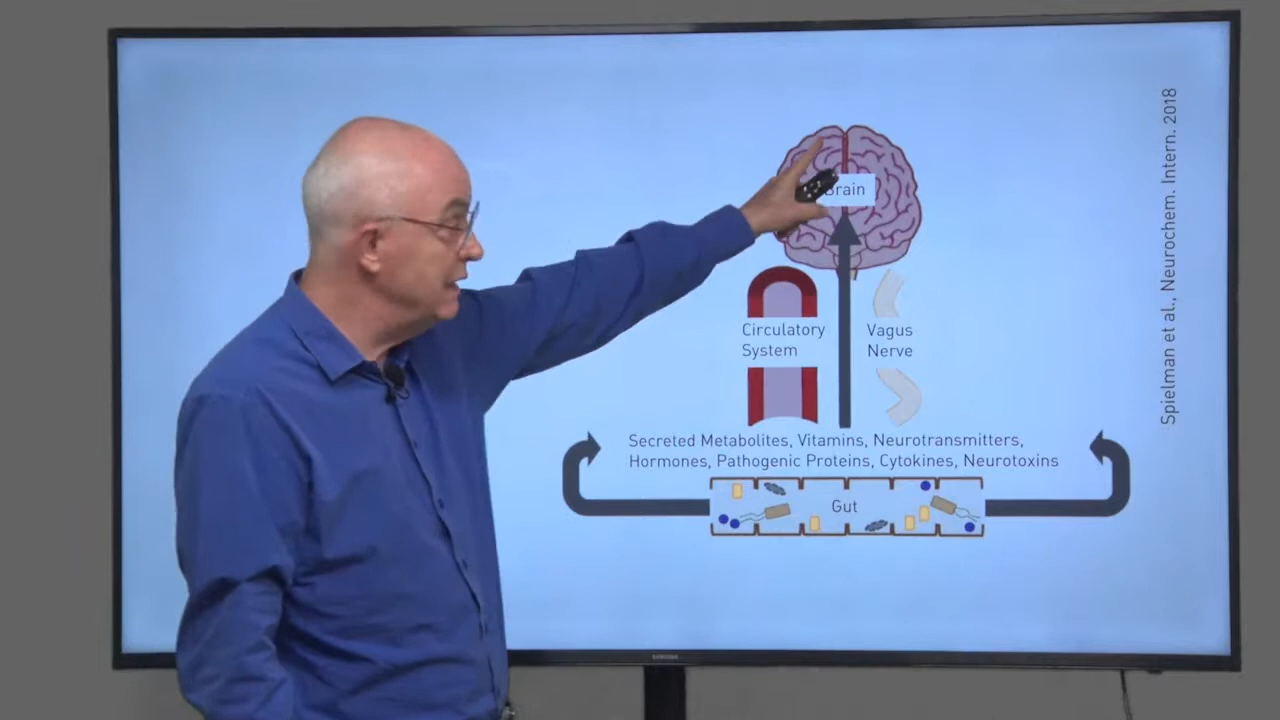 Brain
Circulatory
System
Vagus
Nerve
Secreted Metabolites, Vitamins, Neurotransmitters,
Hormones, Pathogenic Proteins, Cytokines, Neurotoxins
Gut
Spielman et al., Neurochem. Intern. 2018
SAMSUNG